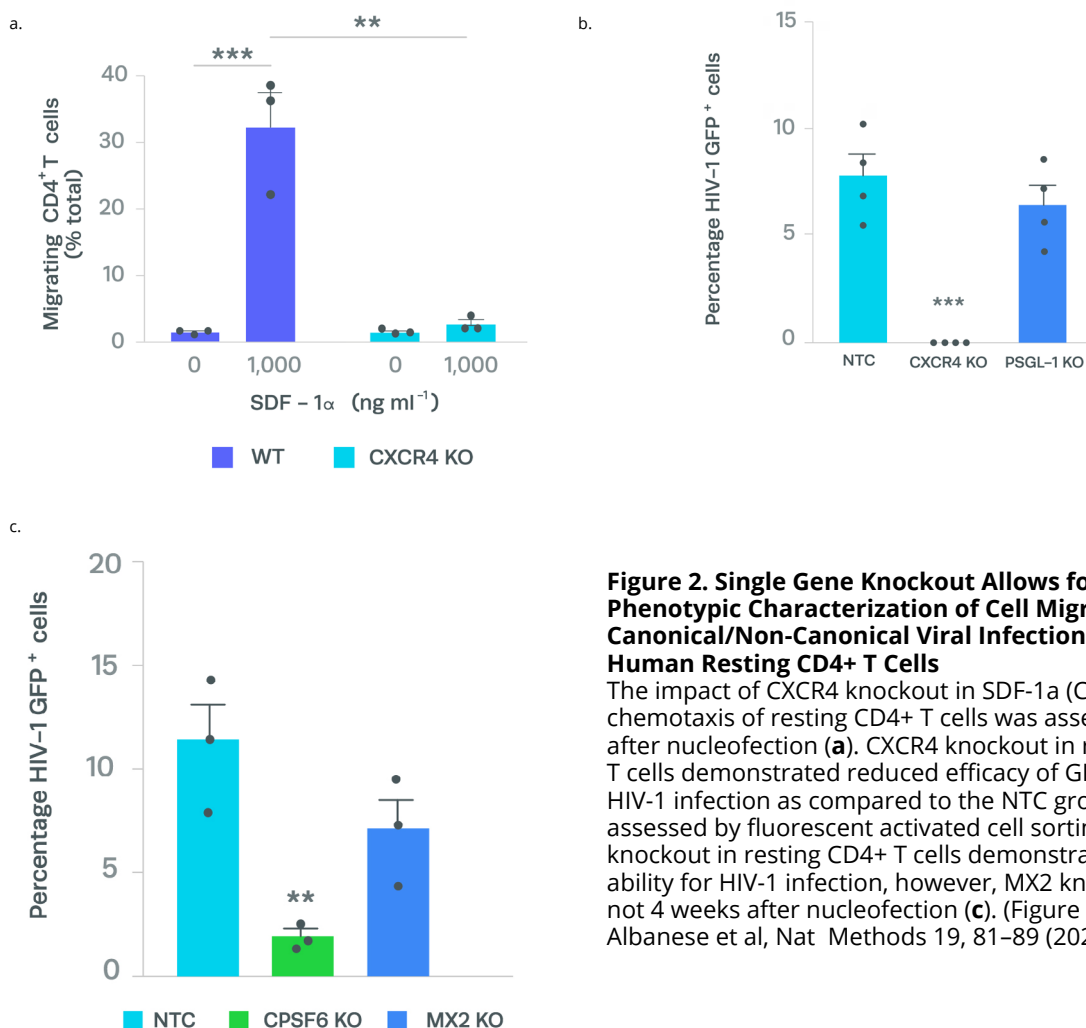 a.
**
***
40
30
20
10
0
Migrating CD4+ T cells
(% total)
0 1,000 0 1,000
SDF – 1α (ng ml⁻¹)
WT CXCR4 KO
b.
15
10
5
0
Percentage HIV–1 GFP⁺ cells
***
NTC CXCR4 KO PSGL–1 KO
c.
20
15
10
5
0
Percentage HIV–1 GFP⁺ cells
**
NTC CPSF6 KO MX2 KO
Figure 2. Single Gene Knockout Allows fo
Phenotypic Characterization of Cell Migr
Canonical/Non-Canonical Viral Infection
Human Resting CD4+ T Cells
The impact of CXCR4 knockout in SDF-1a (C
chemotaxis of resting CD4+ T cells was asse
after nucleofection (a). CXCR4 knockout in r
T cells demonstrated reduced efficacy of GF
HIV-1 infection as compared to the NTC gro
assessed by fluorescent activated cell sortin
knockout in resting CD4+ T cells demonstra
ability for HIV-1 infection, however, MX2 kn
not 4 weeks after nucleofection (c). (Figure
Albanese et al, Nat Methods 19, 81–89 (202